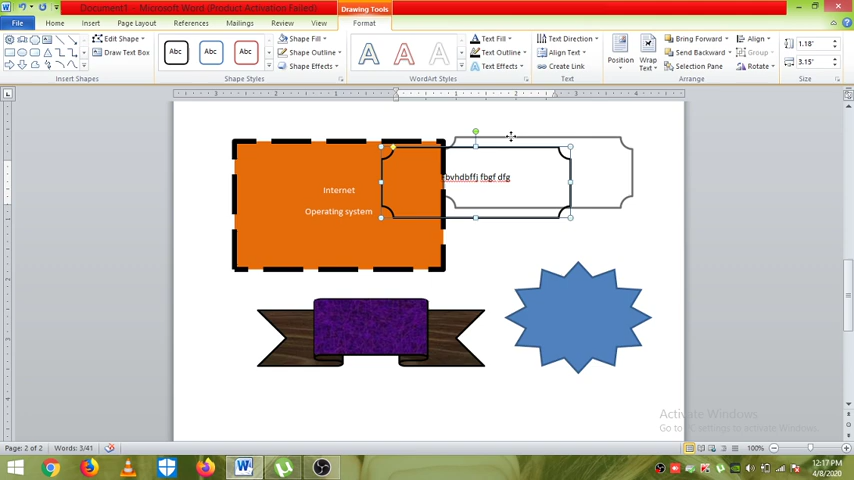 Document1 - Microsoft Word (Product Activation Failed)
Drawing Tools
File Home Insert Page Layout References Mailings Review View Format
Edit Shape
Draw Text Box
Insert Shapes
Abc Abc Abc
Shape Fill
Shape Outline
Shape Effects
Shape Styles
A A A
Text Fill
Text Outline
Text Effects
WordArt Styles
Text Direction
Align Text
Create Link
Text
Position
Wrap
Text
Bring Forward
Send Backward
Selection Pane
Align
Group
Rotate
Arrange
1.18"
3.15"
Size
Internet
Operating system
bvhdbffj fbgf dfg
Activate Windows
Go to PC settings to activate Windows.
Page: 2 of 2 Words: 3/41
100%
12:17 PM
4/8/2020